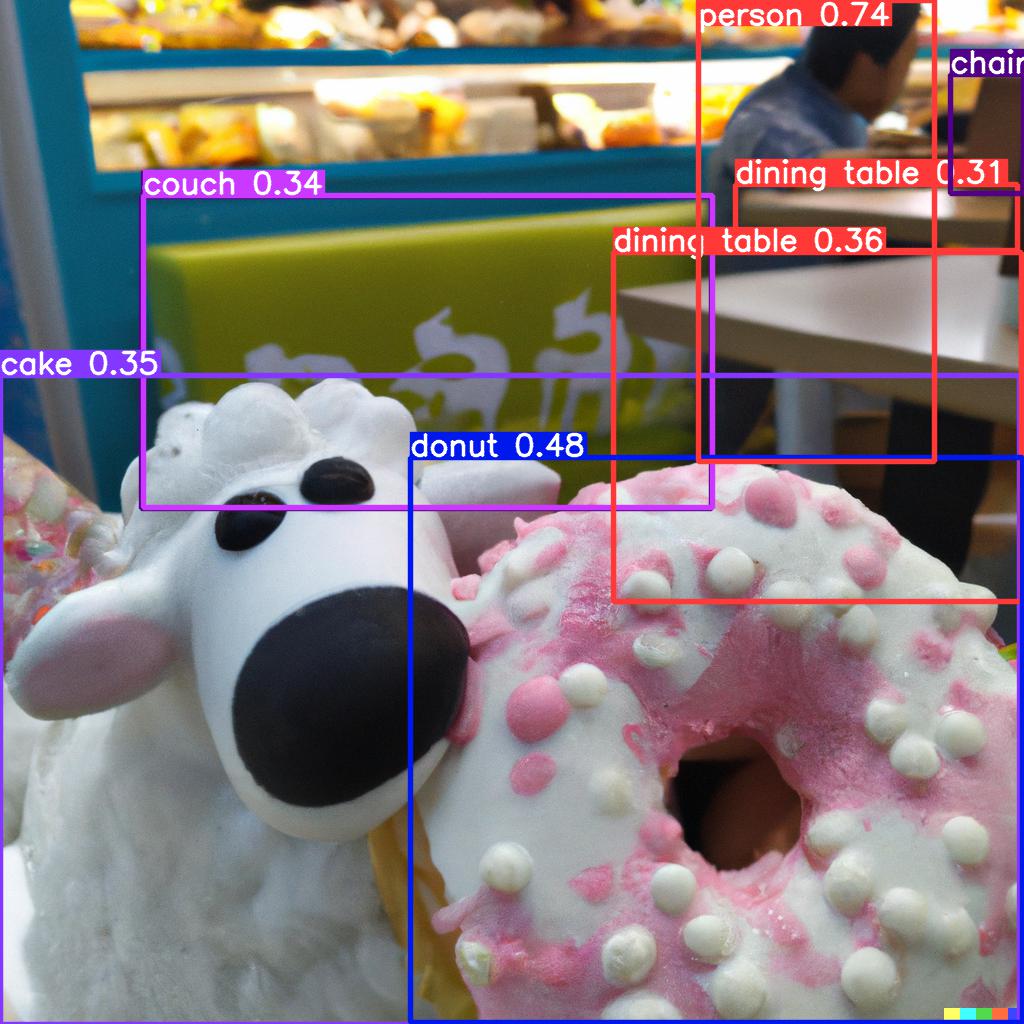 person 0.74
chair
dining table 0.31
couch 0.34
dining table 0.36
cake 0.35
donut 0.48